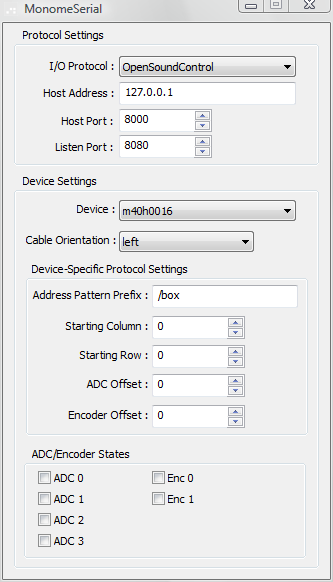 MonomeSerial
Protocol Settings
I/O Protocol : OpenSoundControl
Host Address : 127.0.0.1
Host Port : 8000
Listen Port : 8080
Device Settings
Device : m40h0016
Cable Orientation : left
Device-Specific Protocol Settings
Address Pattern Prefix : /box
Starting Column : 0
Starting Row : 0
ADC Offset : 0
Encoder Offset : 0
ADC/Encoder States
ADC 0 Enc 0
ADC 1 Enc 1
ADC 2
ADC 3